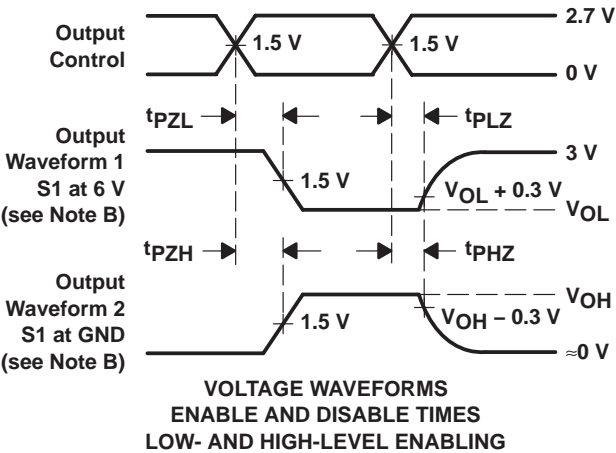 Output
Control
2.7 V
1.5 V
1.5 V
0 V
tPZL
tPLZ
Output
Waveform 1
S1 at 6 V
(see Note B)
3 V
1.5 V
VOL + 0.3 V
VOL
tPZH
tPHZ
Output
Waveform 2
S1 at GND
(see Note B)
VOH
1.5 V
VOH − 0.3 V
≈0 V
VOLTAGE WAVEFORMS
ENABLE AND DISABLE TIMES
LOW- AND HIGH-LEVEL ENABLING